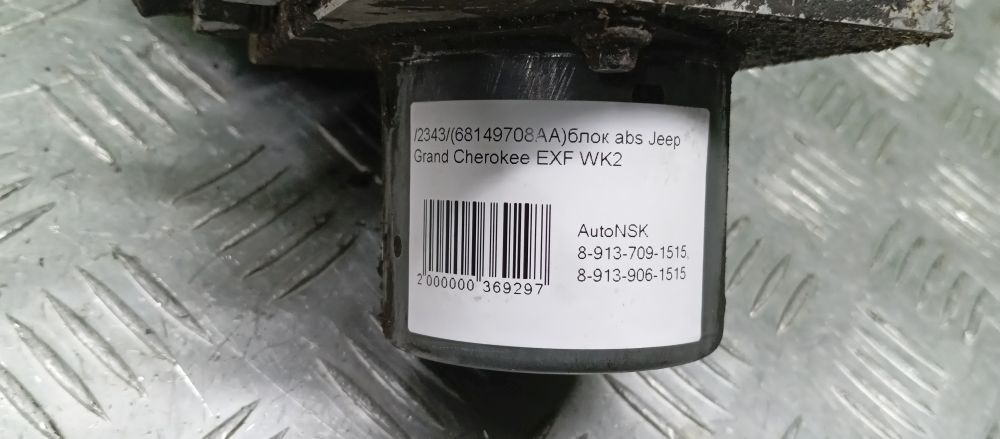 /2343/(68149708AA)блок abs Jeep
Grand Cherokee EXF WK2
AutoNSK
8-913-709-1515,
8-913-906-1515
2 000000 369297